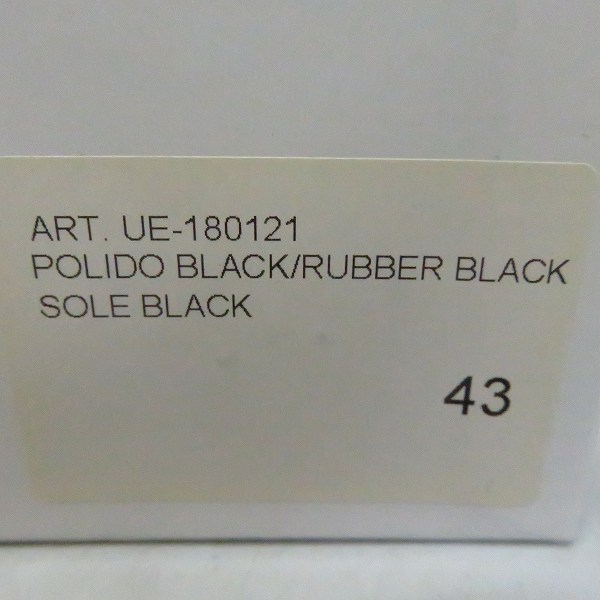 ART. UE-180121
POLIDO BLACK/RUBBER BLACK
SOLE BLACK
43